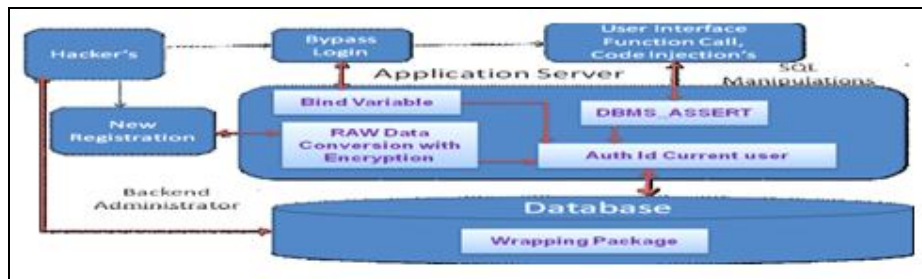 Hacker's
Bypass
Login
User Interface
Function Call,
Code Injection's
SQL
Manipulations
Application Server
Bind Variable
DBMS_ASSERT
New
Registration
RAW Data
Conversion with
Encryption
Auth Id Current user
Backend
Administrator
Database
Wrapping Package